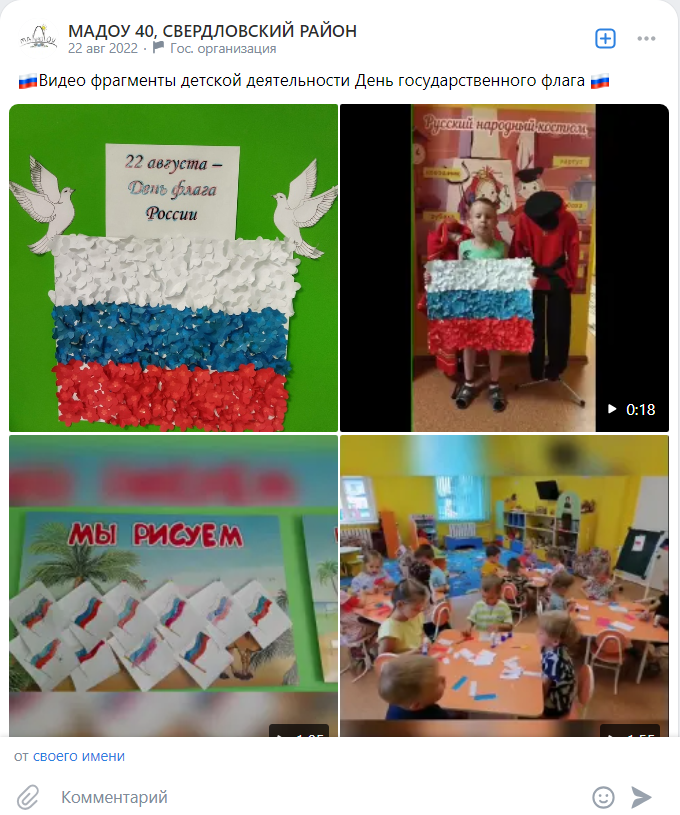 МАДОУ 40, СВЕРДЛОВСКИЙ РАЙОН
22 авг 2022 · Гос. организация
🇷🇺Видео фрагменты детской деятельности День государственного флага 🇷🇺
22 августа –
День флага
России
Русский народный костюм
0:18
МЫ РИСУЕМ
от своего имени
Комментарий